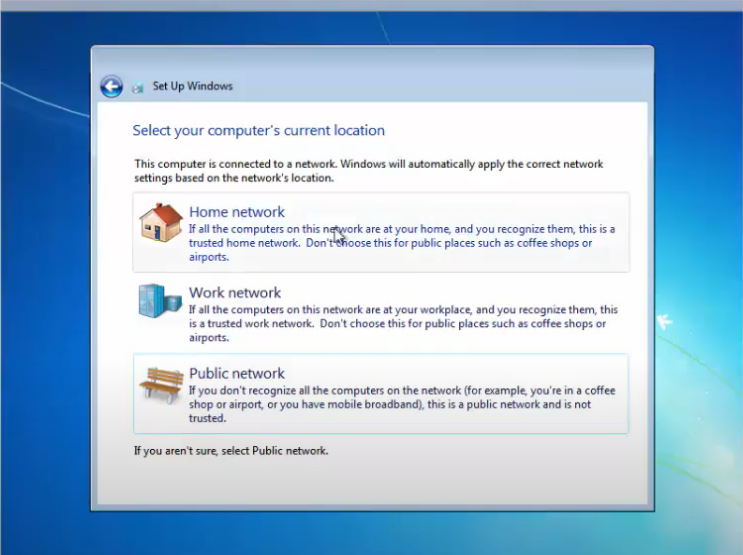 Set Up Windows
Select your computer's current location
This computer is connected to a network. Windows will automatically apply the correct network
settings based on the network's location.
Home network
If all the computers on this network are at your home, and you recognize them, this is a
trusted home network.  Don't choose this for public places such as coffee shops or
airports.
Work network
If all the computers on this network are at your workplace, and you recognize them, this
is a trusted work network.  Don't choose this for public places such as coffee shops or
airports.
Public network
If you don't recognize all the computers on the network (for example, you're in a coffee
shop or airport, or you have mobile broadband), this is a public network and is not
trusted.
If you aren't sure, select Public network.